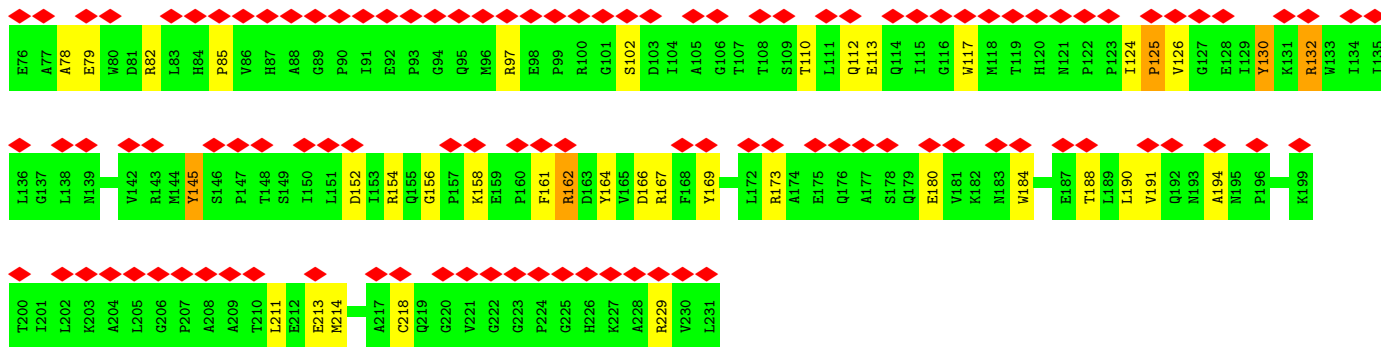 E76 A77 A78 E79 W80 D81 R82 L83 H84 P85 V86 H87 A88 G89 P90 I91 E92 P93 G94 Q95 M96 R97 E98 P99 R100 G101 S102 D103 I104 A105 G106 T107 T108 S109 T110 L111 Q112 E113 Q114 I115 G116 W117 M118 T119 H120 N121 P122 P123 I124 P125 V126 G127 E128 I129 Y130 K131 R132 W133 I134 I135
L136 G137 L138 N139 V142 R143 M144 Y145 S146 P147 T148 S149 I150 L151 D152 I153 R154 Q155 G156 P157 K158 E159 P160 F161 R162 D163 Y164 V165 D166 R167 F168 Y169 L172 R173 A174 E175 Q176 A177 S178 Q179 E180 V181 K182 N183 W184 E187 T188 L189 L190 V191 Q192 N193 A194 N195 P196 K199
T200 I201 L202 K203 A204 L205 G206 P207 A208 A209 T210 L211 E212 E213 M214 A217 C218 Q219 G220 V221 G222 G223 P224 G225 H226 K227 A228 R229 V230 L231